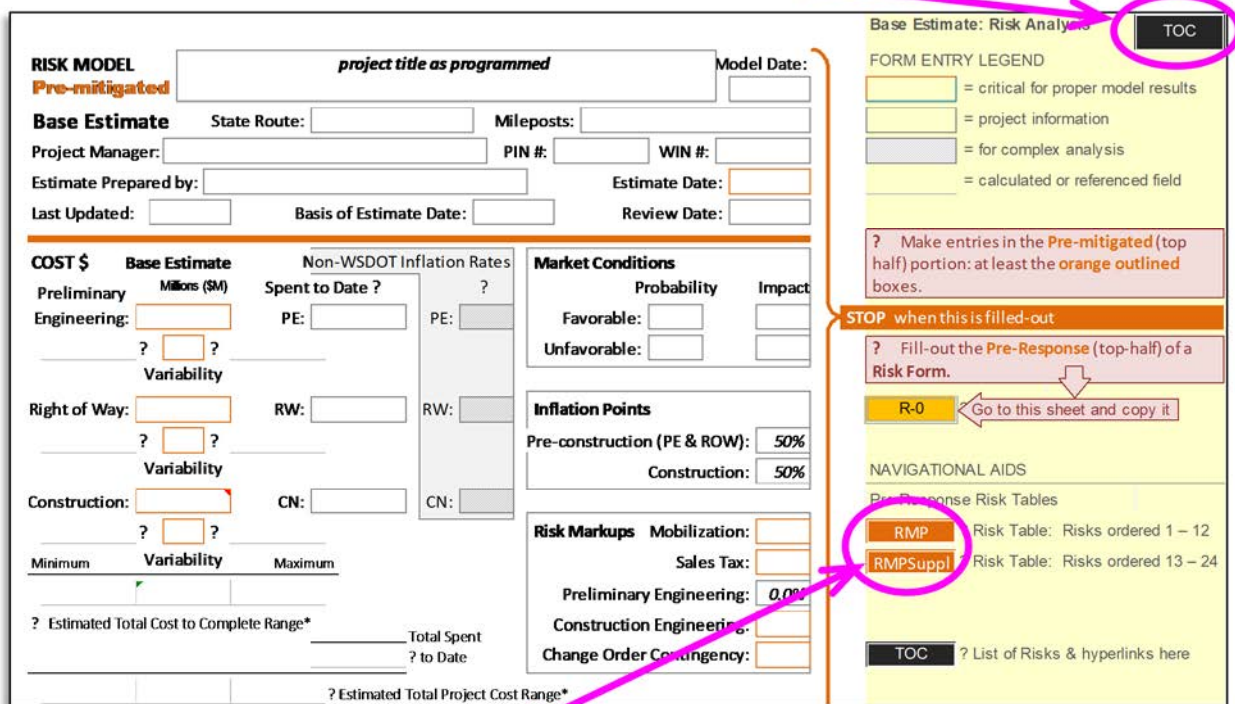 Base Estimate: Risk Analysis
TOC
RISK MODEL
Pre-mitigated
project title as programmed
Model Date:
FORM ENTRY LEGEND
= critical for proper model results
Base Estimate
State Route:
Mileposts:
= project information
Project Manager:
PIN #:
WIN #:
= for complex analysis
Estimate Prepared by:
Estimate Date:
= calculated or referenced field
Last Updated:
Basis of Estimate Date:
Review Date:
? Make entries in the Pre-mitigated (top
half) portion: at least the orange outlined
boxes.
COST $
Base Estimate
Non-WSDOT Inflation Rates
Market Conditions
Preliminary
Millions ($M)
Spent to Date ?
?
Probability
Impact
Engineering:
PE:
PE:
Favorable:
STOP when this is filled-out
? ?
Unfavorable:
? Fill-out the Pre-Response (top-half) of a
Risk Form.
Variability
Right of Way:
RW:
RW:
Inflation Points
R-0
? Go to this sheet and copy it
? ?
Pre-construction (PE & ROW): 50%
Variability
Construction: 50%
NAVIGATIONAL AIDS
Construction:
CN:
CN:
Pre-Response Risk Tables
? ?
Risk Markups
Mobilization:
RMP
Risk Table: Risks ordered 1 – 12
Minimum
Variability
Maximum
Sales Tax:
RMPSuppl
? Risk Table: Risks ordered 13 – 24
Preliminary Engineering: 0.0%
? Estimated Total Cost to Complete Range*
Construction Engineering:
Total Spent
? to Date
Change Order Contingency:
TOC
? List of Risks & hyperlinks here
? Estimated Total Project Cost Range*